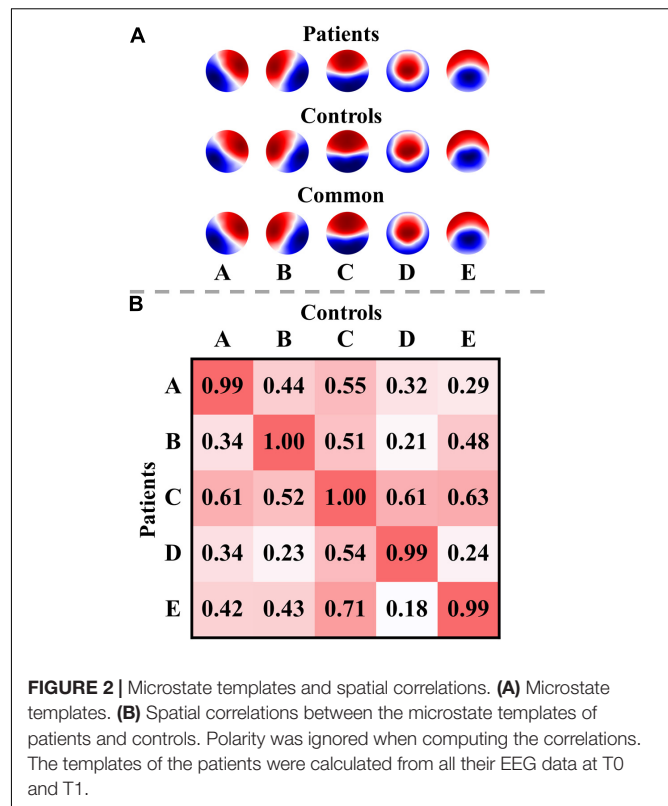 A
Patients
Controls
Common
A B C D E
B
Controls
A B C D E
Patients
A 0.99 0.44 0.55 0.32 0.29
B 0.34 1.00 0.51 0.21 0.48
C 0.61 0.52 1.00 0.61 0.63
D 0.34 0.23 0.54 0.99 0.24
E 0.42 0.43 0.71 0.18 0.99
FIGURE 2 | Microstate templates and spatial correlations. (A) Microstate
templates. (B) Spatial correlations between the microstate templates of
patients and controls. Polarity was ignored when computing the correlations.
The templates of the patients were calculated from all their EEG data at T0
and T1.